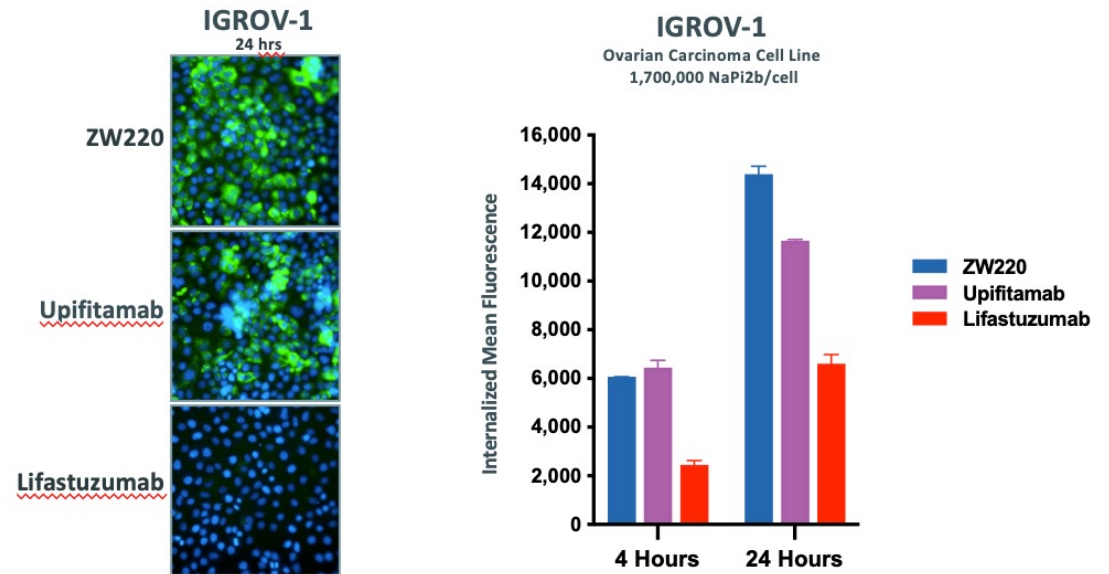 IGROV-1
24 hrs
ZW220
Upifitamab
Lifastuzumab
IGROV-1
Ovarian Carcinoma Cell Line
1,700,000 NaPi2b/cell
Internalized Mean Fluorescence
16,000
14,000
12,000
10,000
8,000
6,000
4,000
2,000
0
4 Hours
24 Hours
ZW220
Upifitamab
Lifastuzumab